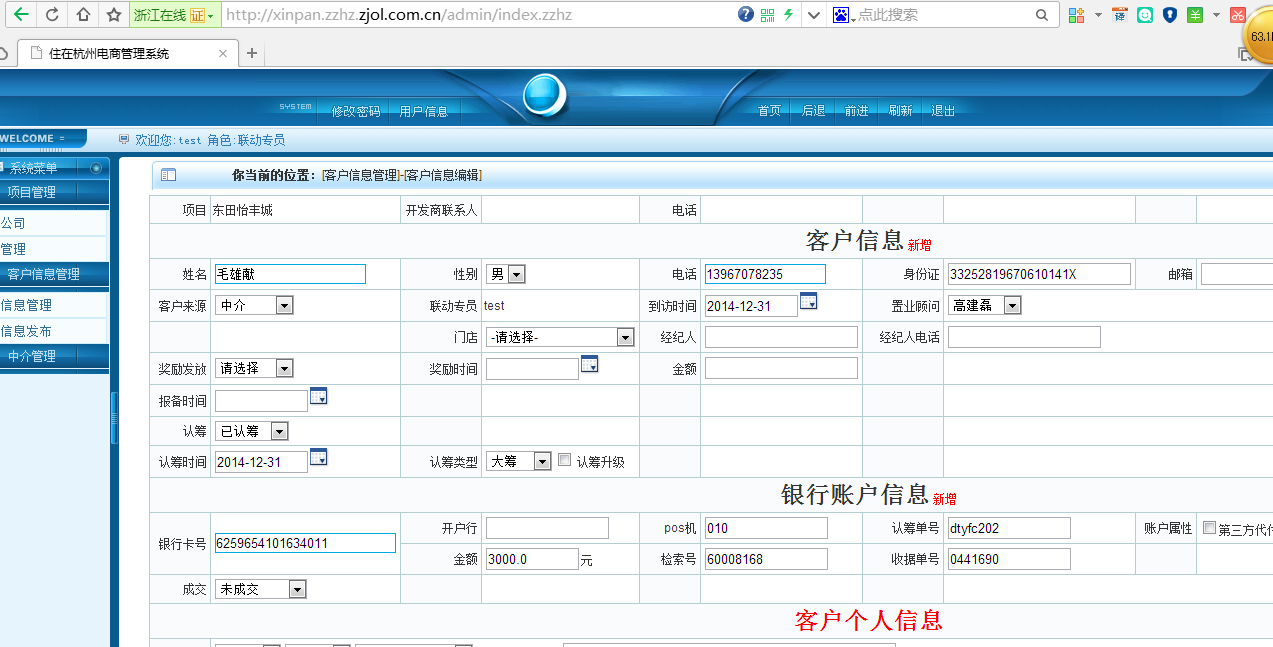 浙江在线 证 http://xinpan.zzhz.zjol.com.cn/admin/index.zzhz 点此搜索
住在杭州电商管理系统
SYSTEM 修改密码 用户信息 首页 后退 前进 刷新 退出
WELCOME 欢迎您:test 角色:联动专员
系统菜单
项目管理
公司
管理
客户信息管理
信息管理
信息发布
中介管理
你当前的位置：[客户信息管理]-[客户信息编辑]
项目 东田怡丰城 开发商联系人 电话
客户信息 新增
姓名 毛雄献 性别 男 电话 13967078235 身份证 33252819670610141X 邮箱
客户来源 中介 联动专员 test 到访时间 2014-12-31 置业顾问 高建磊
门店 -请选择- 经纪人 经纪人电话
奖励发放 请选择 奖励时间 金额
报备时间
认筹 已认筹
认筹时间 2014-12-31 认筹类型 大筹 认筹升级
银行账户信息 新增
银行卡号 6259654101634011 开户行 pos机 010 认筹单号 dtyfc202 账户属性 第三方代付
金额 3000.0 元 检索号 60008168 收据单号 0441690
成交 未成交
客户个人信息